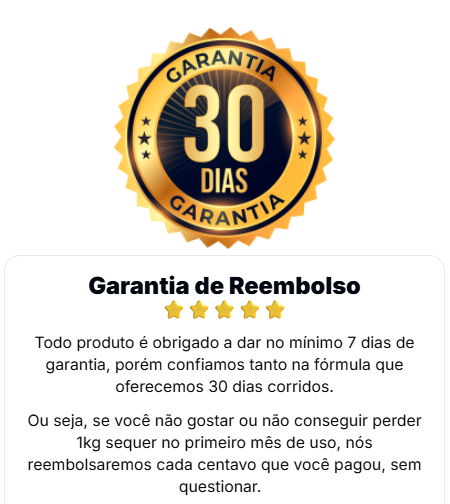 GARANTIA
30
DIAS
GARANTIA
Garantia de Reembolso
Todo produto é obrigado a dar no mínimo 7 dias de
garantia, porém confiamos tanto na fórmula que
oferecemos 30 dias corridos.
Ou seja, se você não gostar ou não conseguir perder
1kg sequer no primeiro mês de uso, nós
reembolsaremos cada centavo que você pagou, sem
questionar.